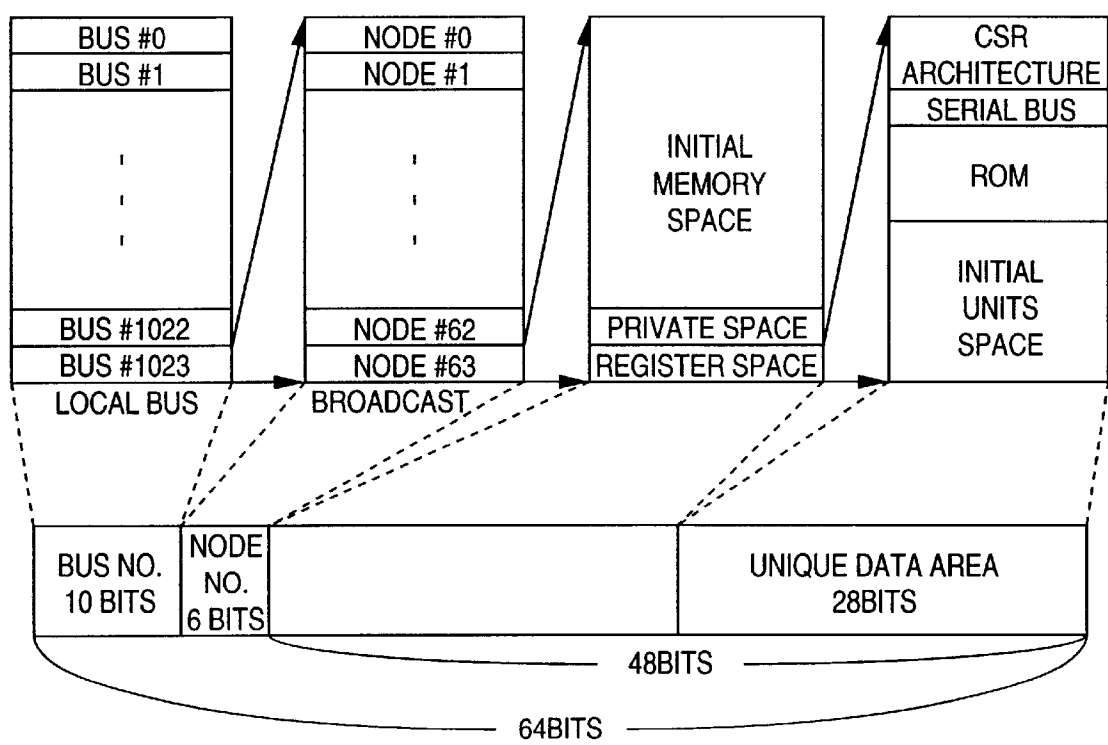 BUS #0
BUS #1
BUS #1022
BUS #1023
LOCAL BUS
NODE #0
NODE #1
NODE #62
NODE #63
BROADCAST
INITIAL
MEMORY
SPACE
PRIVATE SPACE
REGISTER SPACE
CSR
ARCHITECTURE
SERIAL BUS
ROM
INITIAL
UNITS
SPACE
BUS NO.
10 BITS
NODE
NO.
6 BITS
UNIQUE DATA AREA
28BITS
48BITS
64BITS